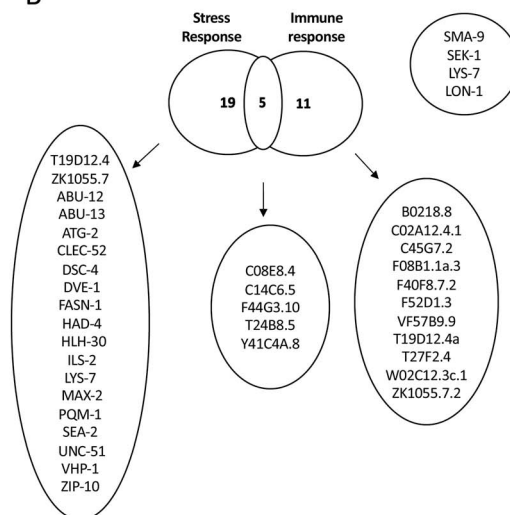 Stress
Response
Immune
response
19
5
11
SMA-9
SEK-1
LYS-7
LON-1
T19D12.4
ZK1055.7
ABU-12
ABU-13
ATG-2
CLEC-52
DSC-4
DVE-1
FASN-1
HAD-4
HLH-30
ILS-2
LYS-7
MAX-2
PQM-1
SEA-2
UNC-51
VHP-1
ZIP-10
C08E8.4
C14C6.5
F44G3.10
T24B8.5
Y41C4A.8
B0218.8
C02A12.4.1
C45G7.2
F08B1.1a.3
F40F8.7.2
F52D1.3
VF57B9.9
T19D12.4a
T27F2.4
W02C12.3c.1
ZK1055.7.2